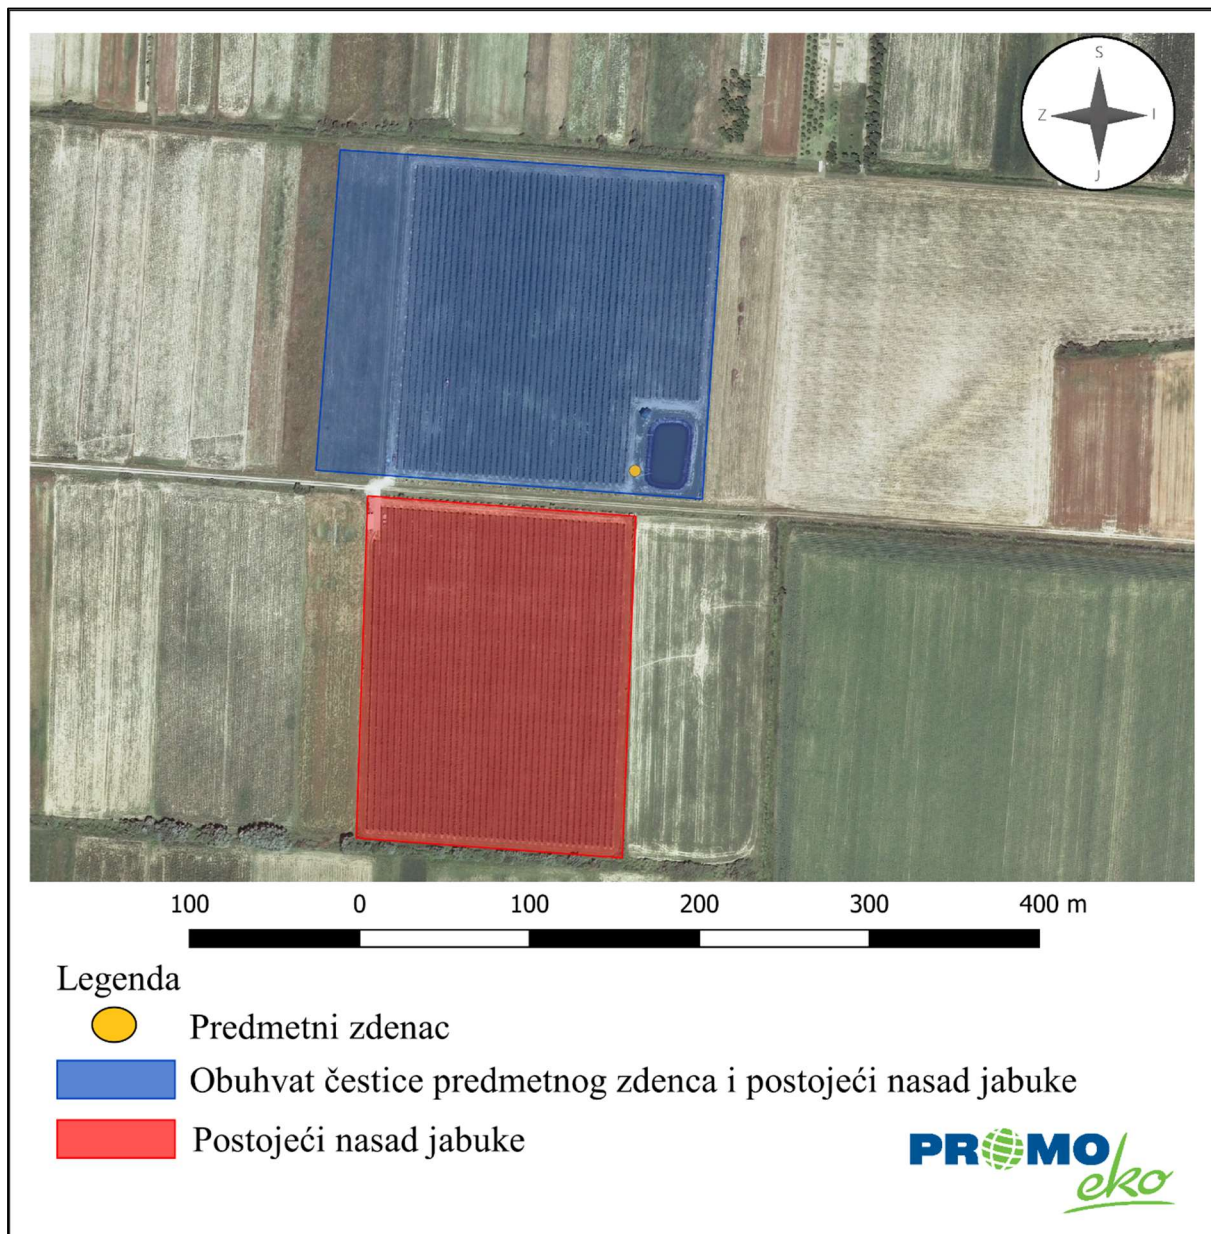 S
Z I
J
100 0 100 200 300 400 m
Legenda
Predmetni zdenac
Obuhvat čestice predmetnog zdenca i postojeći nasad jabuke
Postojeći nasad jabuke
PROMO
eko